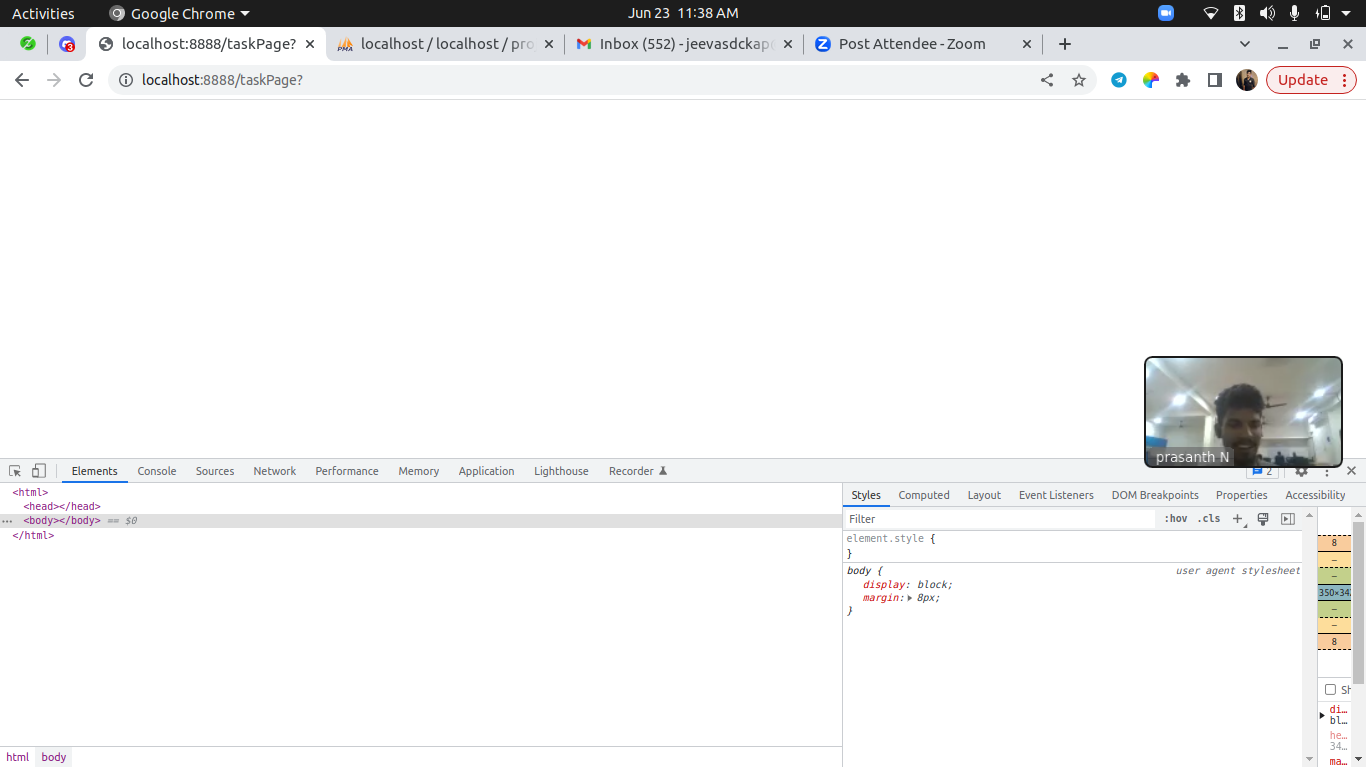 Activities Google Chrome Jun 23 11:38 AM
3 localhost:8888/taskPage? localhost / localhost / pro Inbox (552) - jeevasdckap Post Attendee - Zoom
localhost:8888/taskPage? Update
prasanth N
Elements Console Sources Network Performance Memory Application Lighthouse Recorder 2
<html>
<head></head>
<body></body> == $0
</html>
html body
Styles Computed Layout Event Listeners DOM Breakpoints Properties Accessibility
Filter :hov .cls
element.style {
}
body { user agent stylesheet
display: block;
margin: 8px;
}
8
–
–
350×34
–
–
8
Sh
di…
bl…
he…
34…
ma…